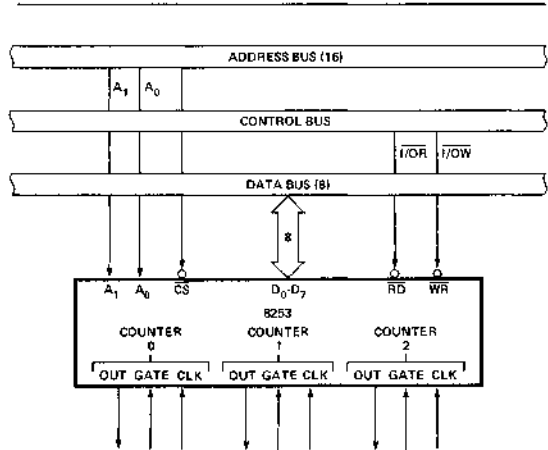 ADDRESS BUS (16)
A1 A0
CONTROL BUS
I/OR I/OW
DATA BUS (8)
8
A1 A0 CS D0-D7 RD WR
8253
COUNTER 0 COUNTER 1 COUNTER 2
OUT GATE CLK OUT GATE CLK OUT GATE CLK